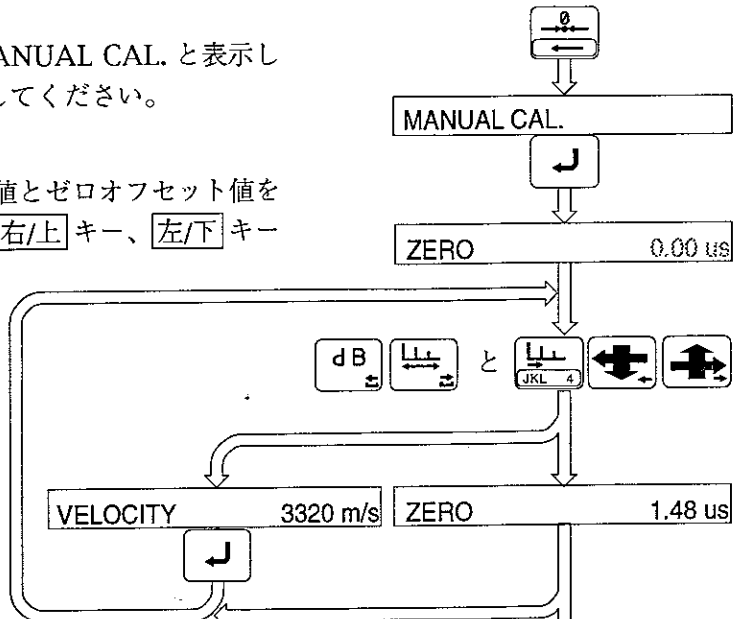 ANUAL CAL. と表示し
てください。
値とゼロオフセット値を
右/上 キー、左/下 キー
0
MANUAL CAL.
ZERO 0.00 us
dB と JKL 4
VELOCITY 3320 m/s
ZERO 1.48 us